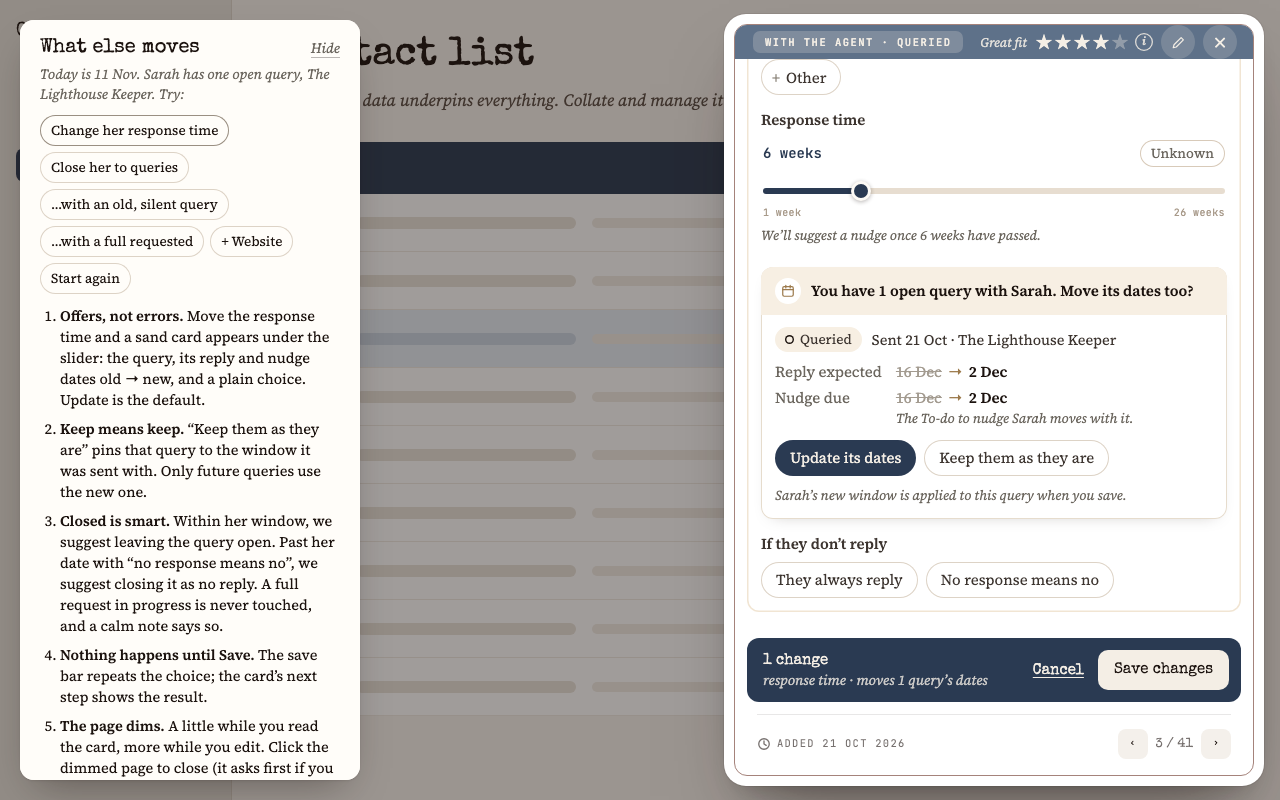 What else moves
Hide
Today is 11 Nov. Sarah has one open query, The
Lighthouse Keeper. Try:
Change her response time
Close her to queries
…with an old, silent query
…with a full requested
+ Website
Start again
1. Offers, not errors. Move the response
time and a sand card appears under the
slider: the query, its reply and nudge
dates old → new, and a plain choice.
Update is the default.
2. Keep means keep. “Keep them as they
are” pins that query to the window it
was sent with. Only future queries use
the new one.
3. Closed is smart. Within her window, we
suggest leaving the query open. Past her
date with “no response means no”, we
suggest closing it as no reply. A full
request in progress is never touched,
and a calm note says so.
4. Nothing happens until Save. The save
bar repeats the choice; the card’s next
step shows the result.
5. The page dims. A little while you read
the card, more while you edit. Click the
dimmed page to close (it asks first if you
tact list
data underpins everything. Collate and manage it
WITH THE AGENT · QUERIED
Great fit
+ Other
Response time
6 weeks
Unknown
1 week
26 weeks
We’ll suggest a nudge once 6 weeks have passed.
You have 1 open query with Sarah. Move its dates too?
Queried
Sent 21 Oct · The Lighthouse Keeper
Reply expected 16 Dec → 2 Dec
Nudge due 16 Dec → 2 Dec
The To-do to nudge Sarah moves with it.
Update its dates
Keep them as they are
Sarah’s new window is applied to this query when you save.
If they don’t reply
They always reply
No response means no
1 change
response time · moves 1 query’s dates
Cancel
Save changes
ADDED 21 OCT 2026
‹ 3 / 41 ›